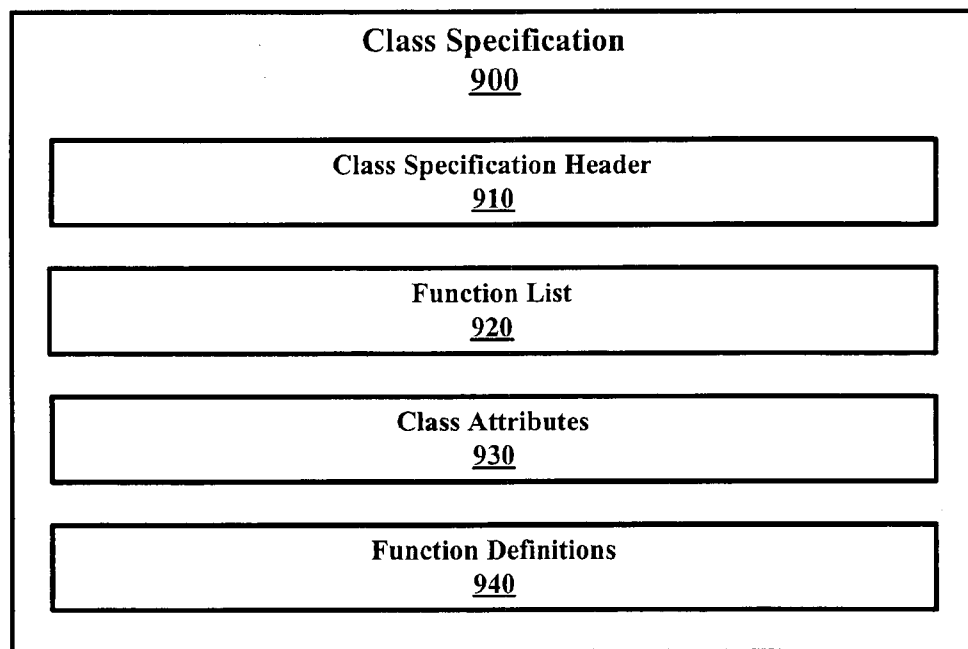 Class Specification
900
Class Specification Header
910
Function List
920
Class Attributes
930
Function Definitions
940